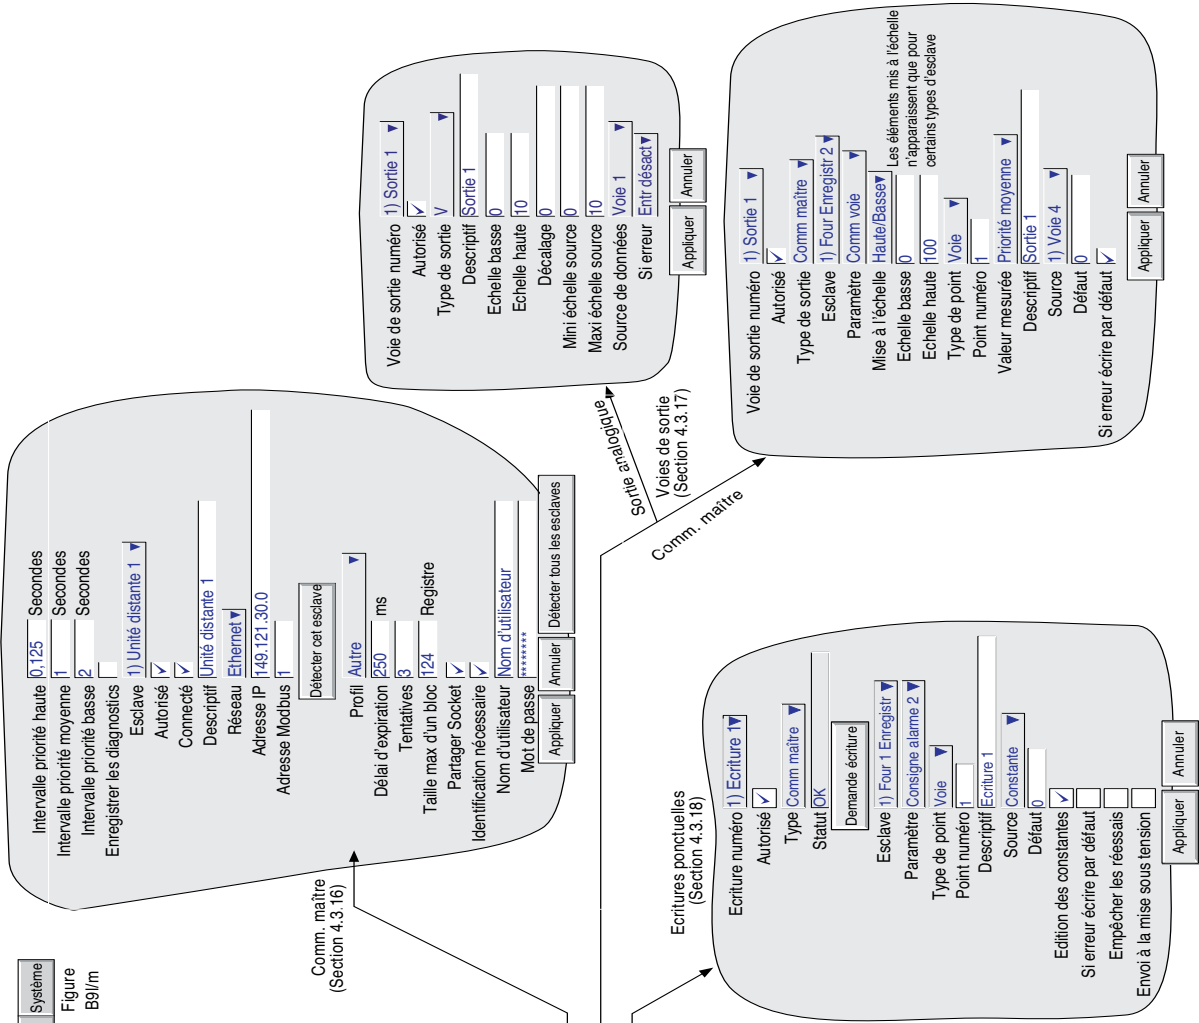 Système
Figure
B9l/m
Comm. maître
(Section 4.3.16)
Intervalle priorité haute 0,125 Secondes
Intervalle priorité moyenne 1 Secondes
Intervalle priorité basse 2 Secondes
Enregistrer les diagnostics
Esclave 1) Unité distante 1
Autorisé ✓
Connecté ✓
Descriptif Unité distante 1
Réseau Ethernet
Adresse IP 149.121.30.0
Adresse Modbus 1
Détecter cet esclave
Profil Autre
Délai d'expiration 250 ms
Tentatives 3
Taille max d'un bloc 124 Registre
Partager Socket ✓
Identification nécessaire ✓
Nom d'utilisateur Nom d'utilisateur
Mot de passe ********
Appliquer Annuler Détecter tous les esclaves
Sortie analogique
Voies de sortie
(Section 4.3.17)
Comm. maître
Voie de sortie numéro 1) Sortie 1
Autorisé ✓
Type de sortie V
Descriptif Sortie 1
Echelle basse 0
Echelle haute 10
Décalage 0
Mini échelle source 0
Maxi échelle source 10
Source de données Voie 1
Si erreur Entr désact
Appliquer Annuler
Ecritures ponctuelles
(Section 4.3.18)
Ecriture numéro 1) Ecriture 1
Autorisé ✓
Type Comm maître
Statut OK
Demande écriture
Esclave 1) Four 1 Enregistr
Paramètre Consigne alarme 2
Type de point Voie
Point numéro 1
Descriptif Ecriture 1
Source Constante
Défaut 0
Edition des constantes ✓
Si erreur écrire par défaut
Empêcher les réessais
Envoi à la mise sous tension
Appliquer Annuler
Voie de sortie numéro 1) Sortie 1
Autorisé ✓
Type de sortie Comm maître
Esclave 1) Four Enregistr 2
Paramètre Comm voie
Mise à l'échelle Haute/Basse
Echelle basse 0
Echelle haute 100
Les éléments mis à l'échelle
n'apparaissent que pour
certains types d'esclave
Type de point Voie
Point numéro 1
Valeur mesurée Priorité moyenne
Descriptif Sortie 1
Source 1) Voie 4
Défaut 0
Si erreur écrire par défaut ✓
Appliquer Annuler